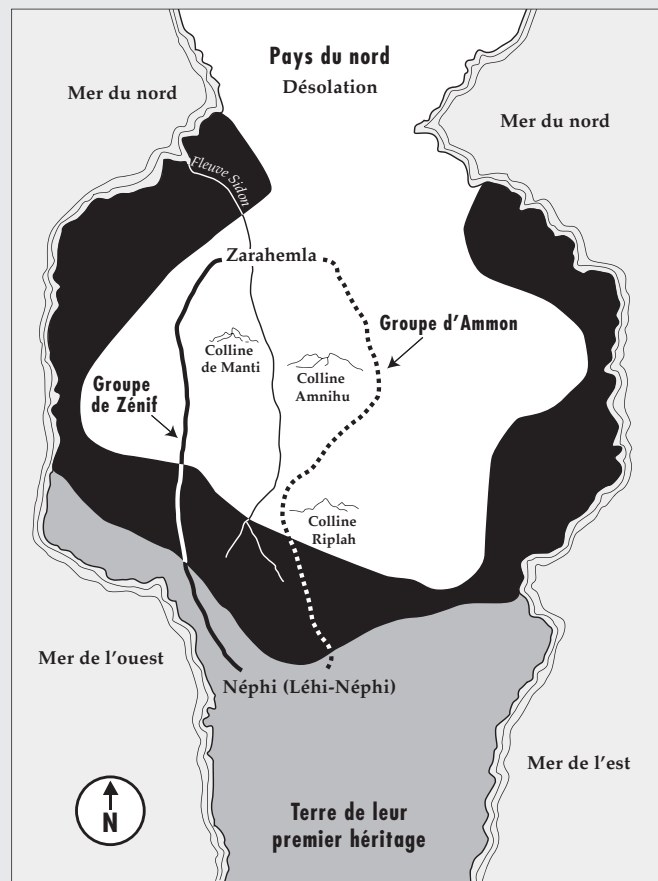 Pays du nord
Désolation
Mer du nord
Mer du nord
Fleuve Sidon
Zarahemla
Groupe d'Ammon
Colline
de Manti
Colline
Amnihu
Groupe
de Zénif
Colline
Riplah
Mer de l'ouest
Néphi (Léhi-Néphi)
Mer de l'est
N
Terre de leur
premier héritage